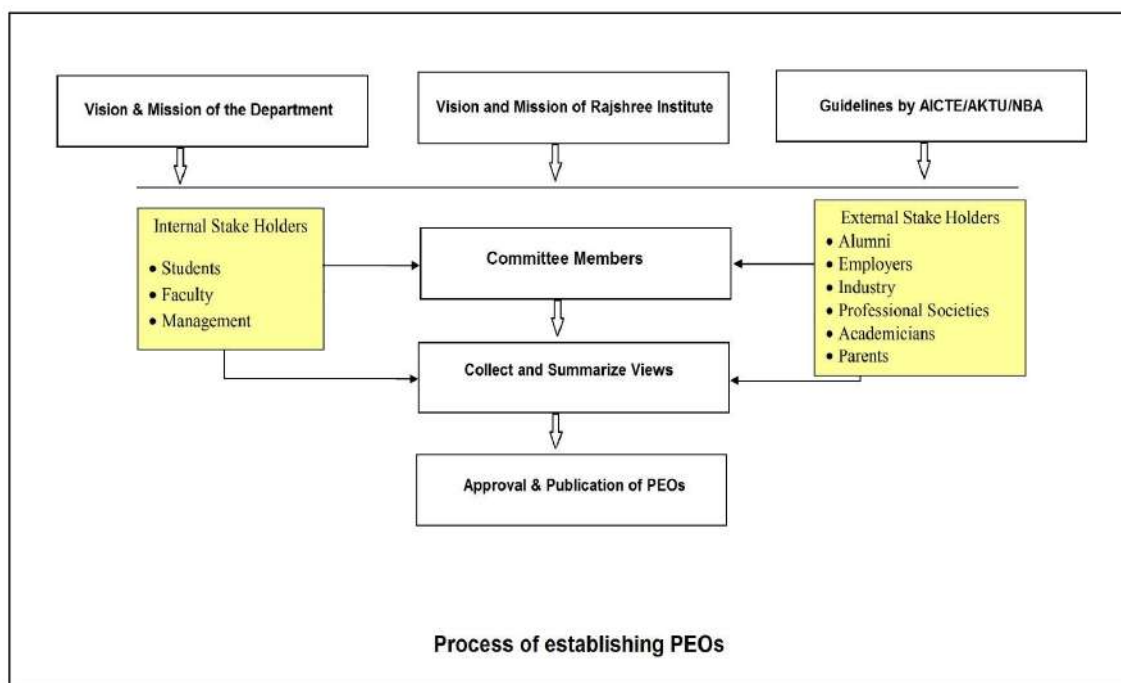 Vision & Mission of the Department
Vision and Mission of Rajshree Institute
Guidelines by AICTE/AKTU/NBA
Internal Stake Holders
• Students
• Faculty
• Management
Committee Members
External Stake Holders
• Alumni
• Employers
• Industry
• Professional Societies
• Academicians
• Parents
Collect and Summarize Views
Approval & Publication of PEOs
Process of establishing PEOs